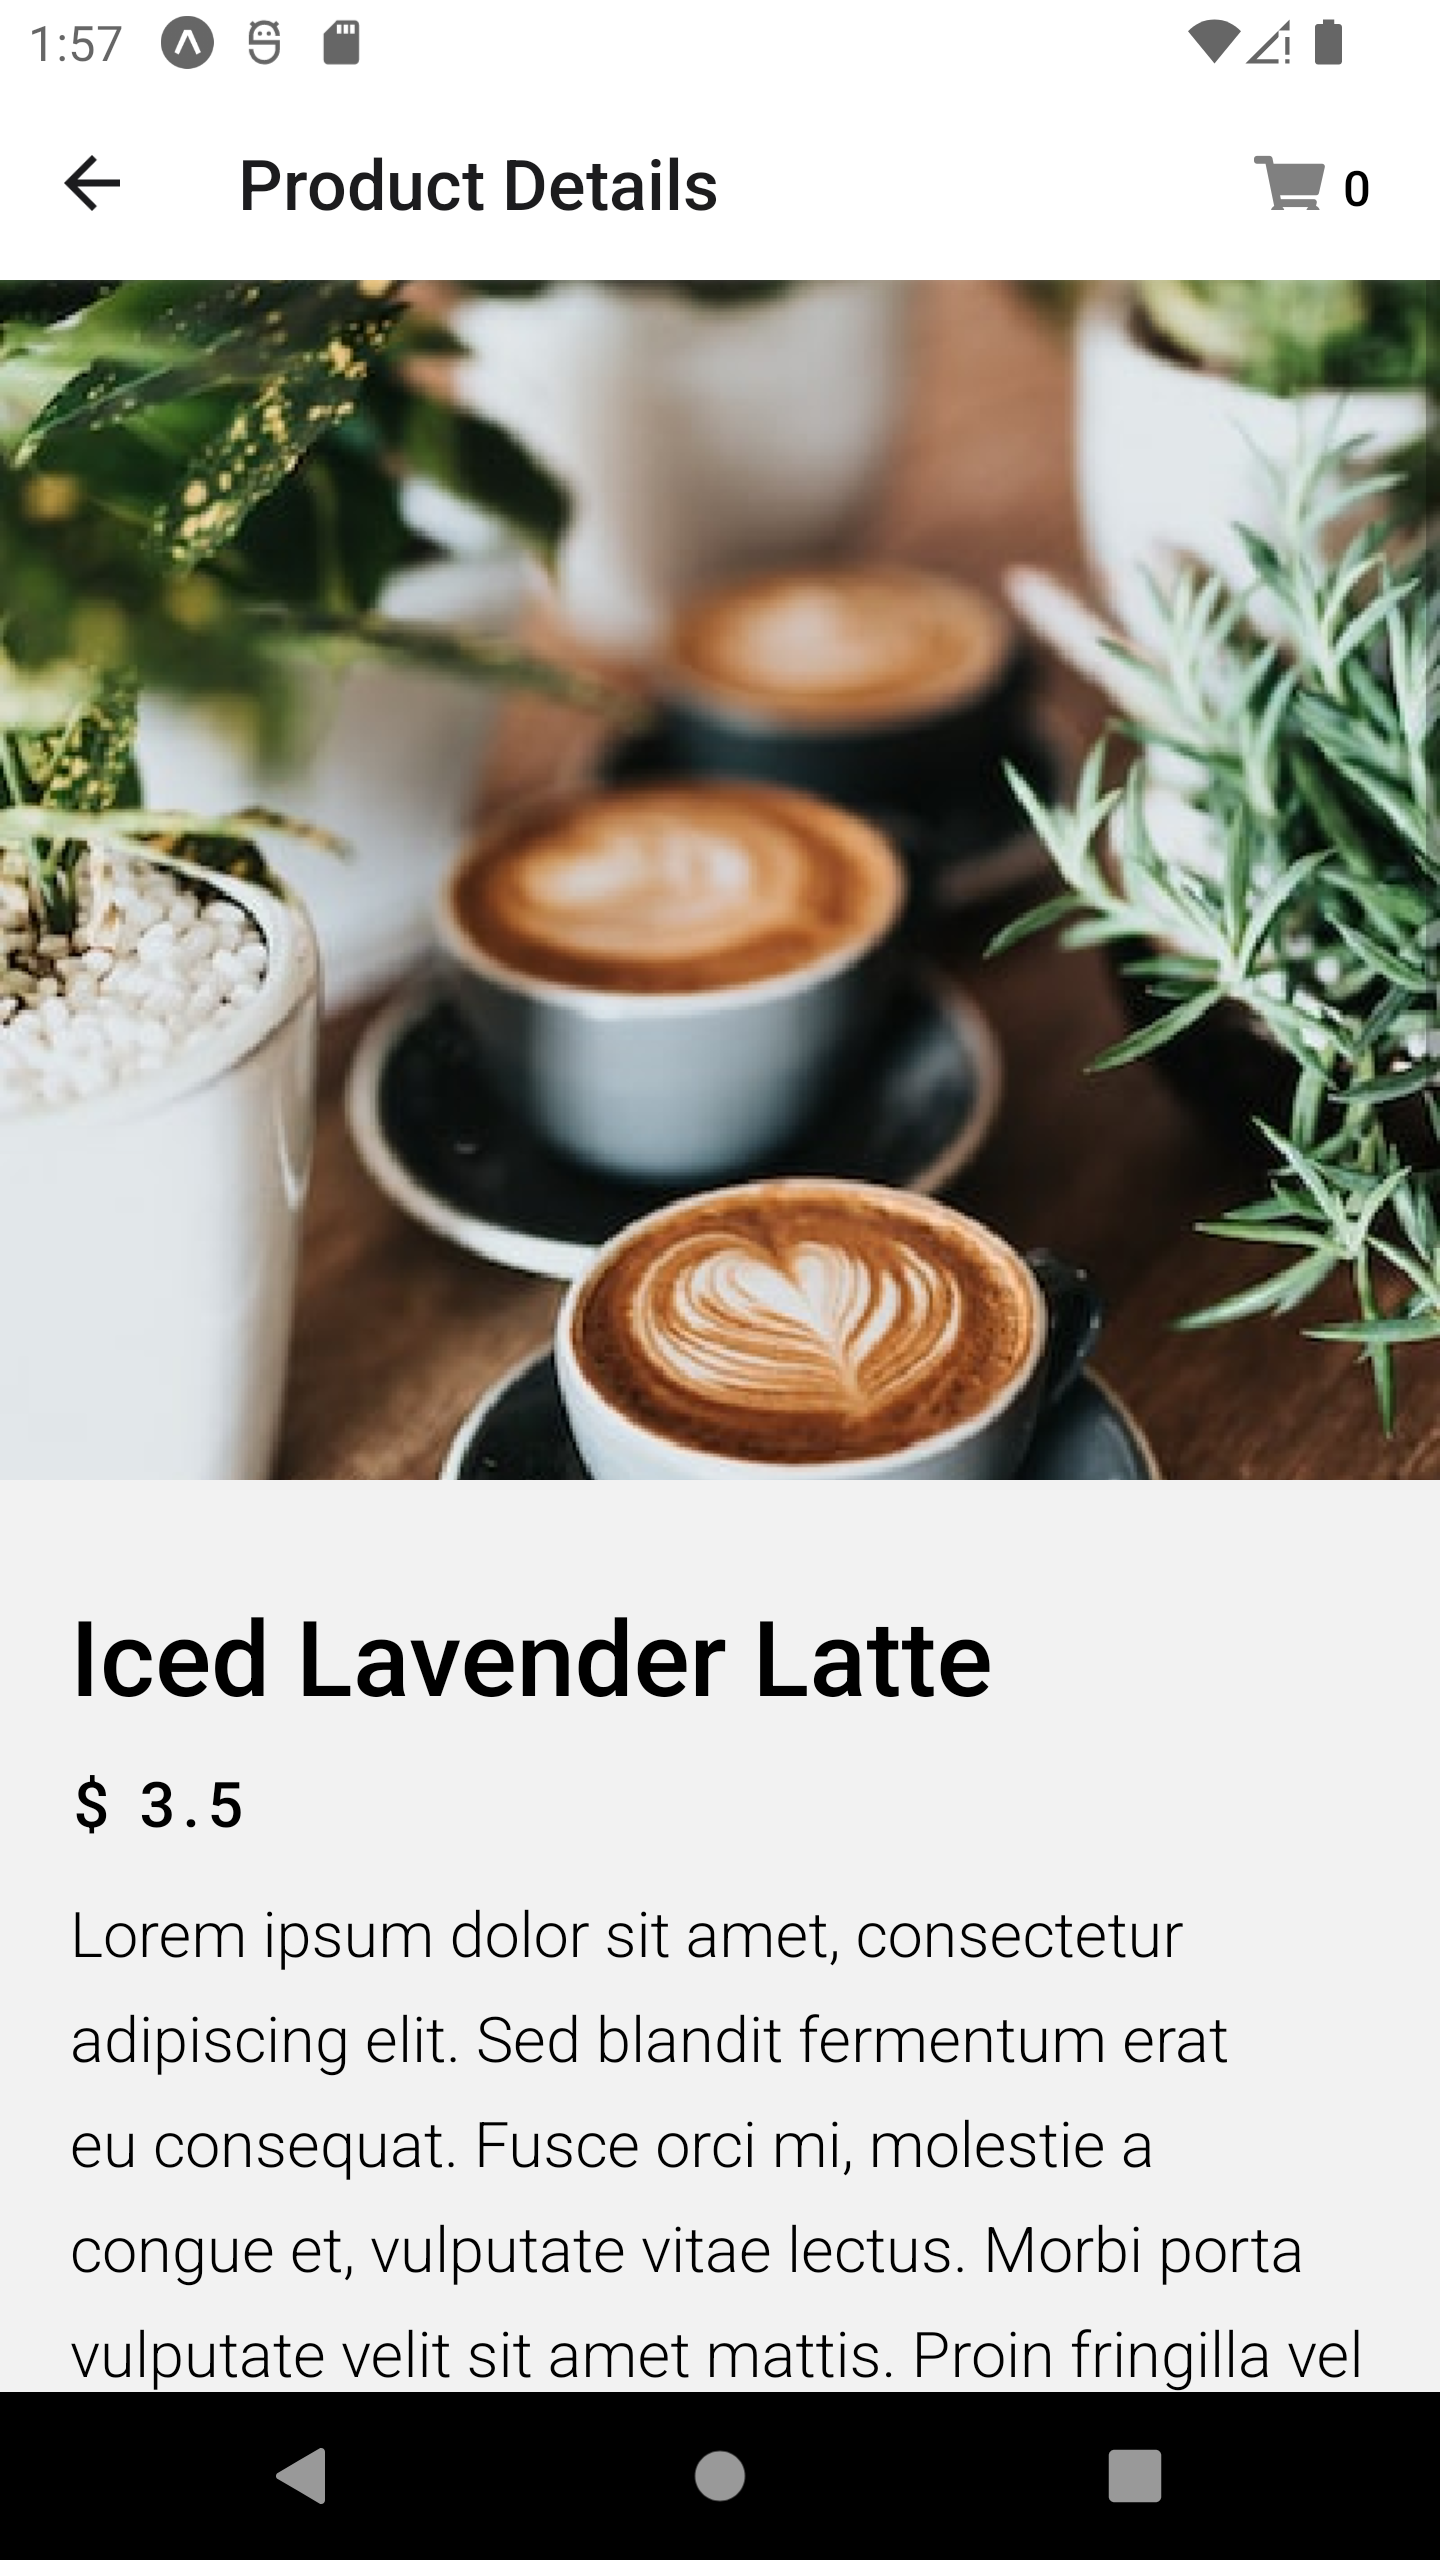 1:57
Product Details
0
Iced Lavender Latte
$ 3.5
Lorem ipsum dolor sit amet, consectetur
adipiscing elit. Sed blandit fermentum erat
eu consequat. Fusce orci mi, molestie a
congue et, vulputate vitae lectus. Morbi porta
vulputate velit sit amet mattis. Proin fringilla vel